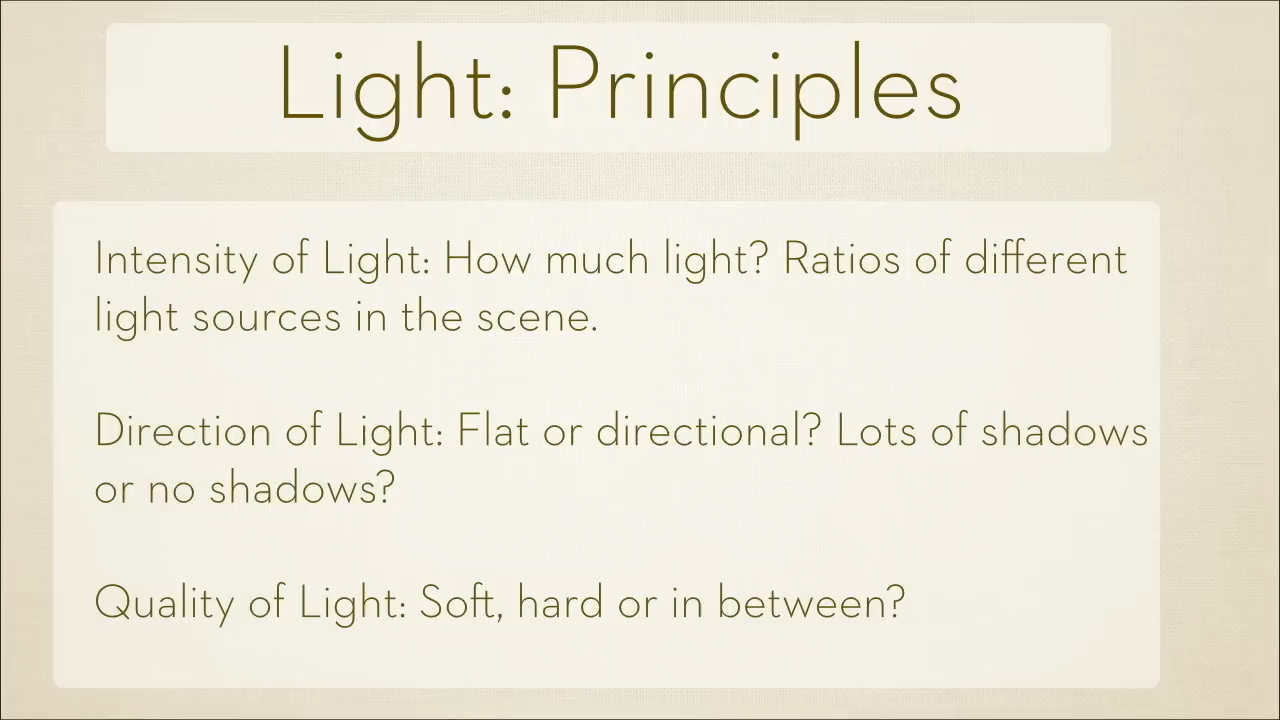 Light: Principles
Intensity of Light: How much light? Ratios of different
light sources in the scene.
Direction of Light: Flat or directional? Lots of shadows
or no shadows?
Quality of Light: Soft, hard or in between?